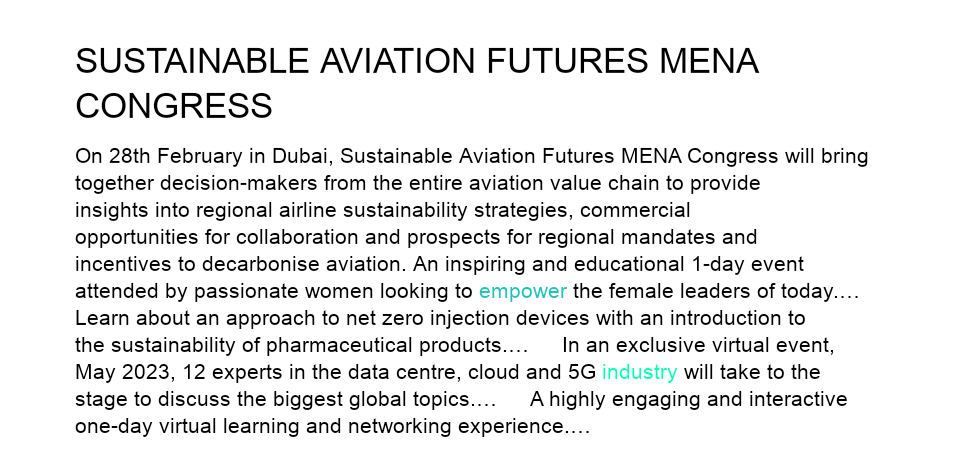 SUSTAINABLE AVIATION FUTURES MENA
CONGRESS
On 28th February in Dubai, Sustainable Aviation Futures MENA Congress will bring
together decision-makers from the entire aviation value chain to provide
insights into regional airline sustainability strategies, commercial
opportunities for collaboration and prospects for regional mandates and
incentives to decarbonise aviation. An inspiring and educational 1-day event
attended by passionate women looking to empower the female leaders of today.…
Learn about an approach to net zero injection devices with an introduction to
the sustainability of pharmaceutical products.… In an exclusive virtual event,
May 2023, 12 experts in the data centre, cloud and 5G industry will take to the
stage to discuss the biggest global topics.… A highly engaging and interactive
one-day virtual learning and networking experience.…